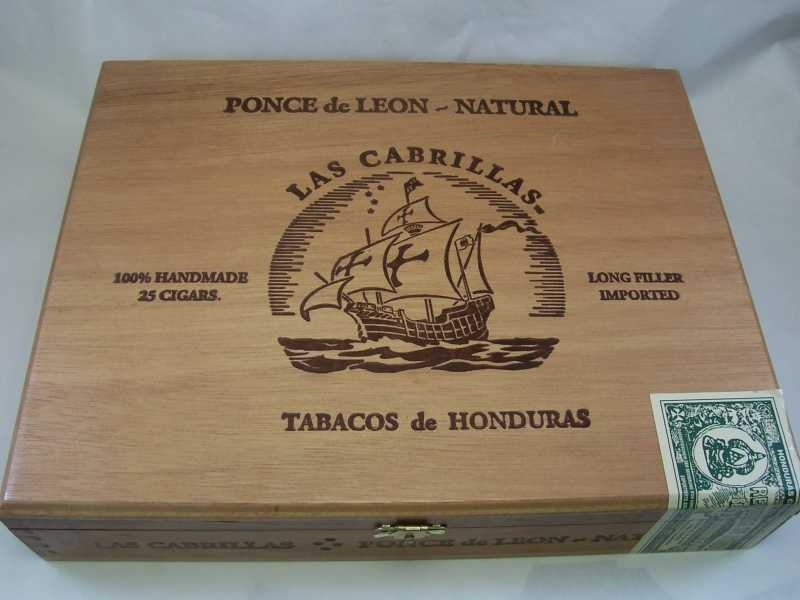 PONCE de LEON ~ NATURAL
LAS CABRILLAS
100% HANDMADE
25 CIGARS.
LONG FILLER
IMPORTED
TABACOS de HONDURAS
HONDURAS
LAS CABRILLAS PONCE de LEON ~